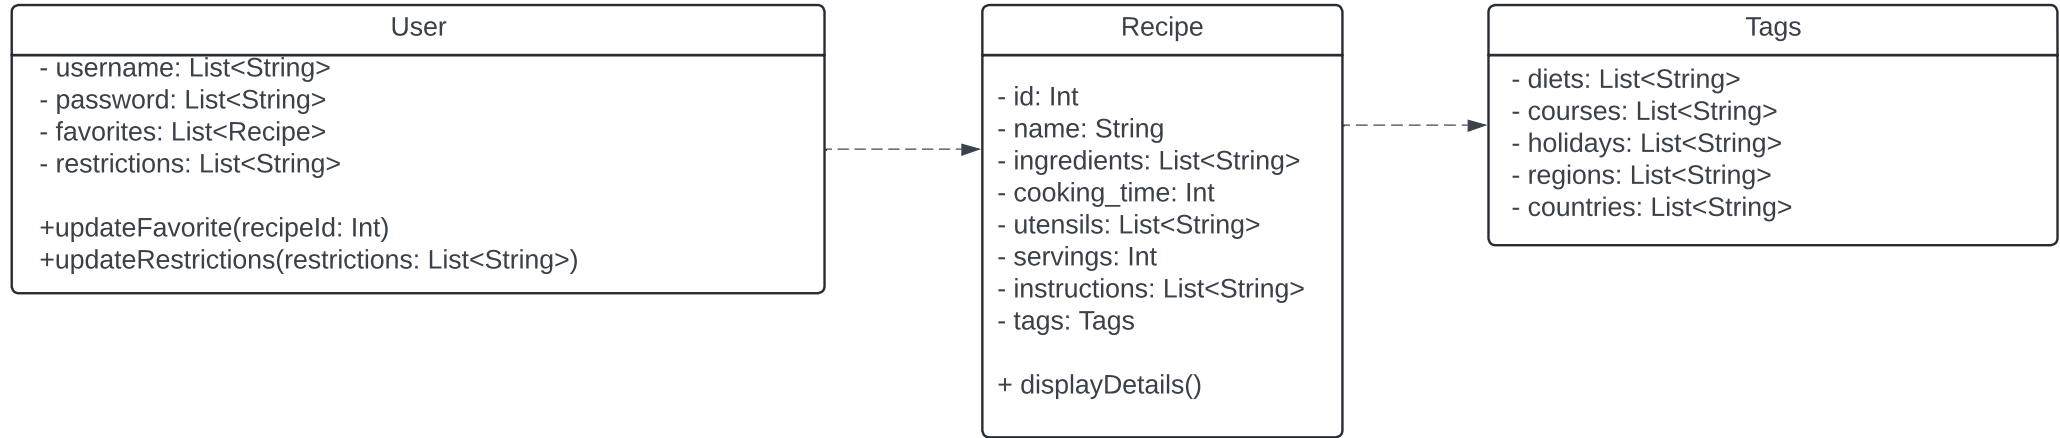 User
- username: List<String>
- password: List<String>
- favorites: List<Recipe>
- restrictions: List<String>
+updateFavorite(recipeId: Int)
+updateRestrictions(restrictions: List<String>)
Recipe
- id: Int
- name: String
- ingredients: List<String>
- cooking_time: Int
- utensils: List<String>
- servings: Int
- instructions: List<String>
- tags: Tags
+ displayDetails()
Tags
- diets: List<String>
- courses: List<String>
- holidays: List<String>
- regions: List<String>
- countries: List<String>